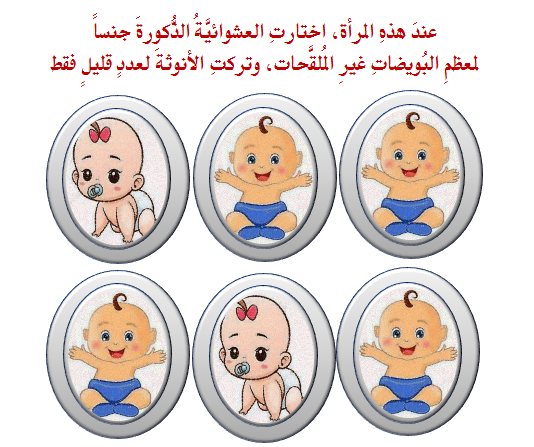 عندَ هذهِ المرأة، اختارتِ العشوائيَّةُ الذُّكورةَ جنساً
لمعظمِ البُويضاتِ غيرِ المُلقَّحات، وتركتِ الأنوثةَ لعددٍ قليلٍ فقط